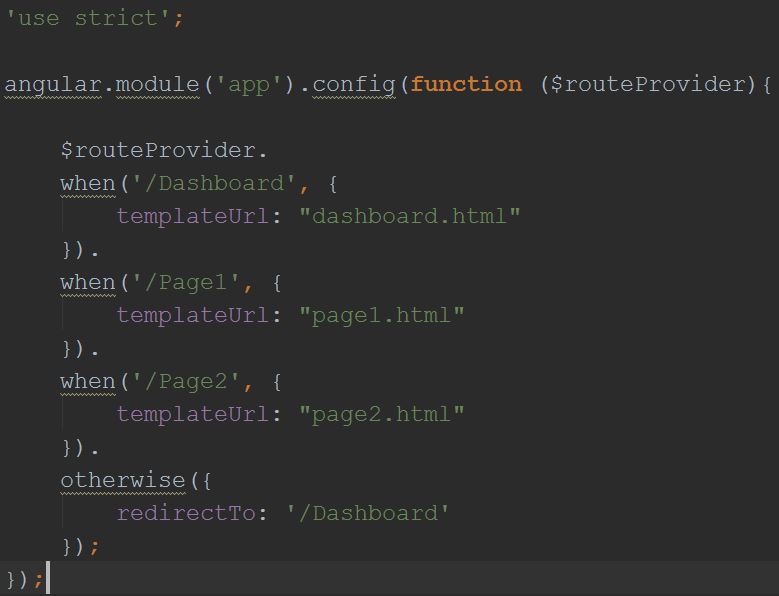 'use strict';
angular.module('app').config(function ($routeProvider){
$routeProvider.
when('/Dashboard', {
templateUrl: "dashboard.html"
}).
when('/Page1', {
templateUrl: "page1.html"
}).
when('/Page2', {
templateUrl: "page2.html"
}).
otherwise({
redirectTo: '/Dashboard'
});
});